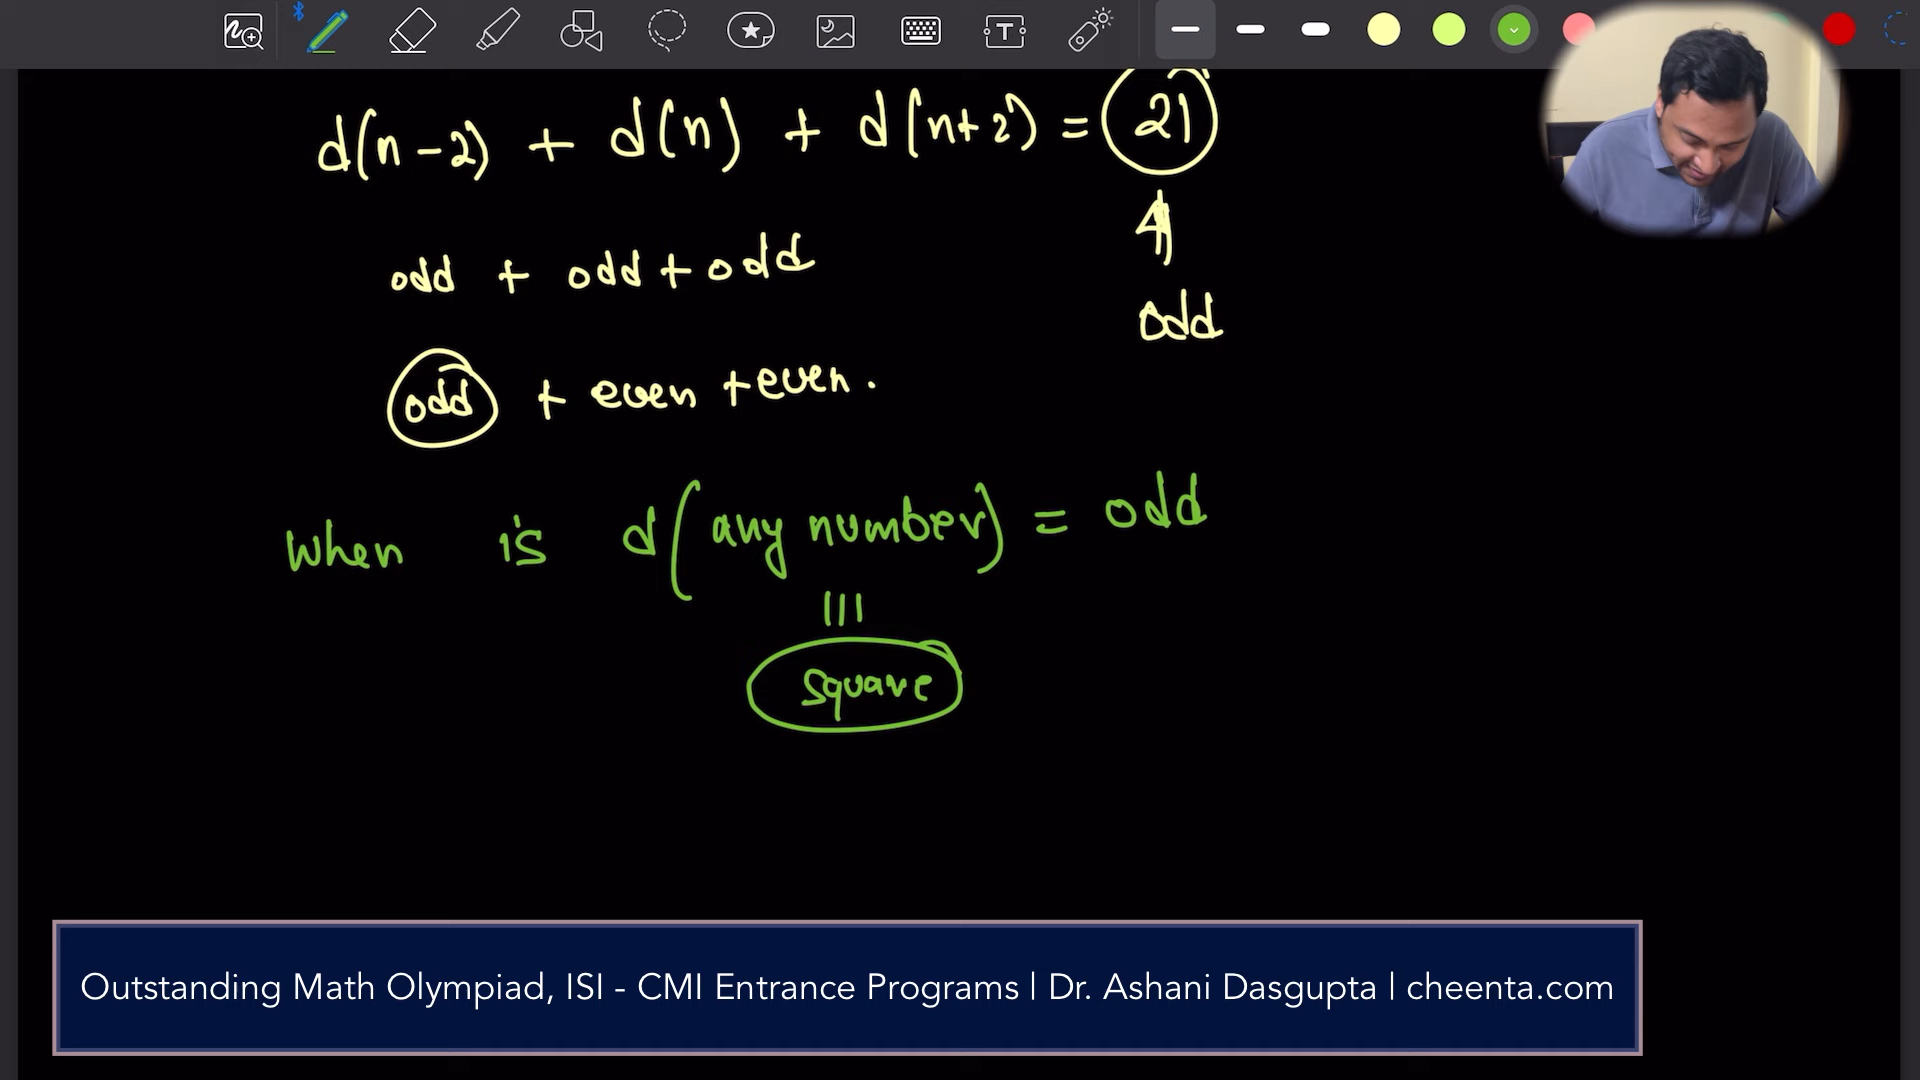 d(n-2) + d(n) + d(n+2) = 21
odd + odd + odd
odd
odd + even + even.
When is d(any number) = odd
square
Outstanding Math Olympiad, ISI - CMI Entrance Programs | Dr. Ashani Dasgupta | cheenta.com